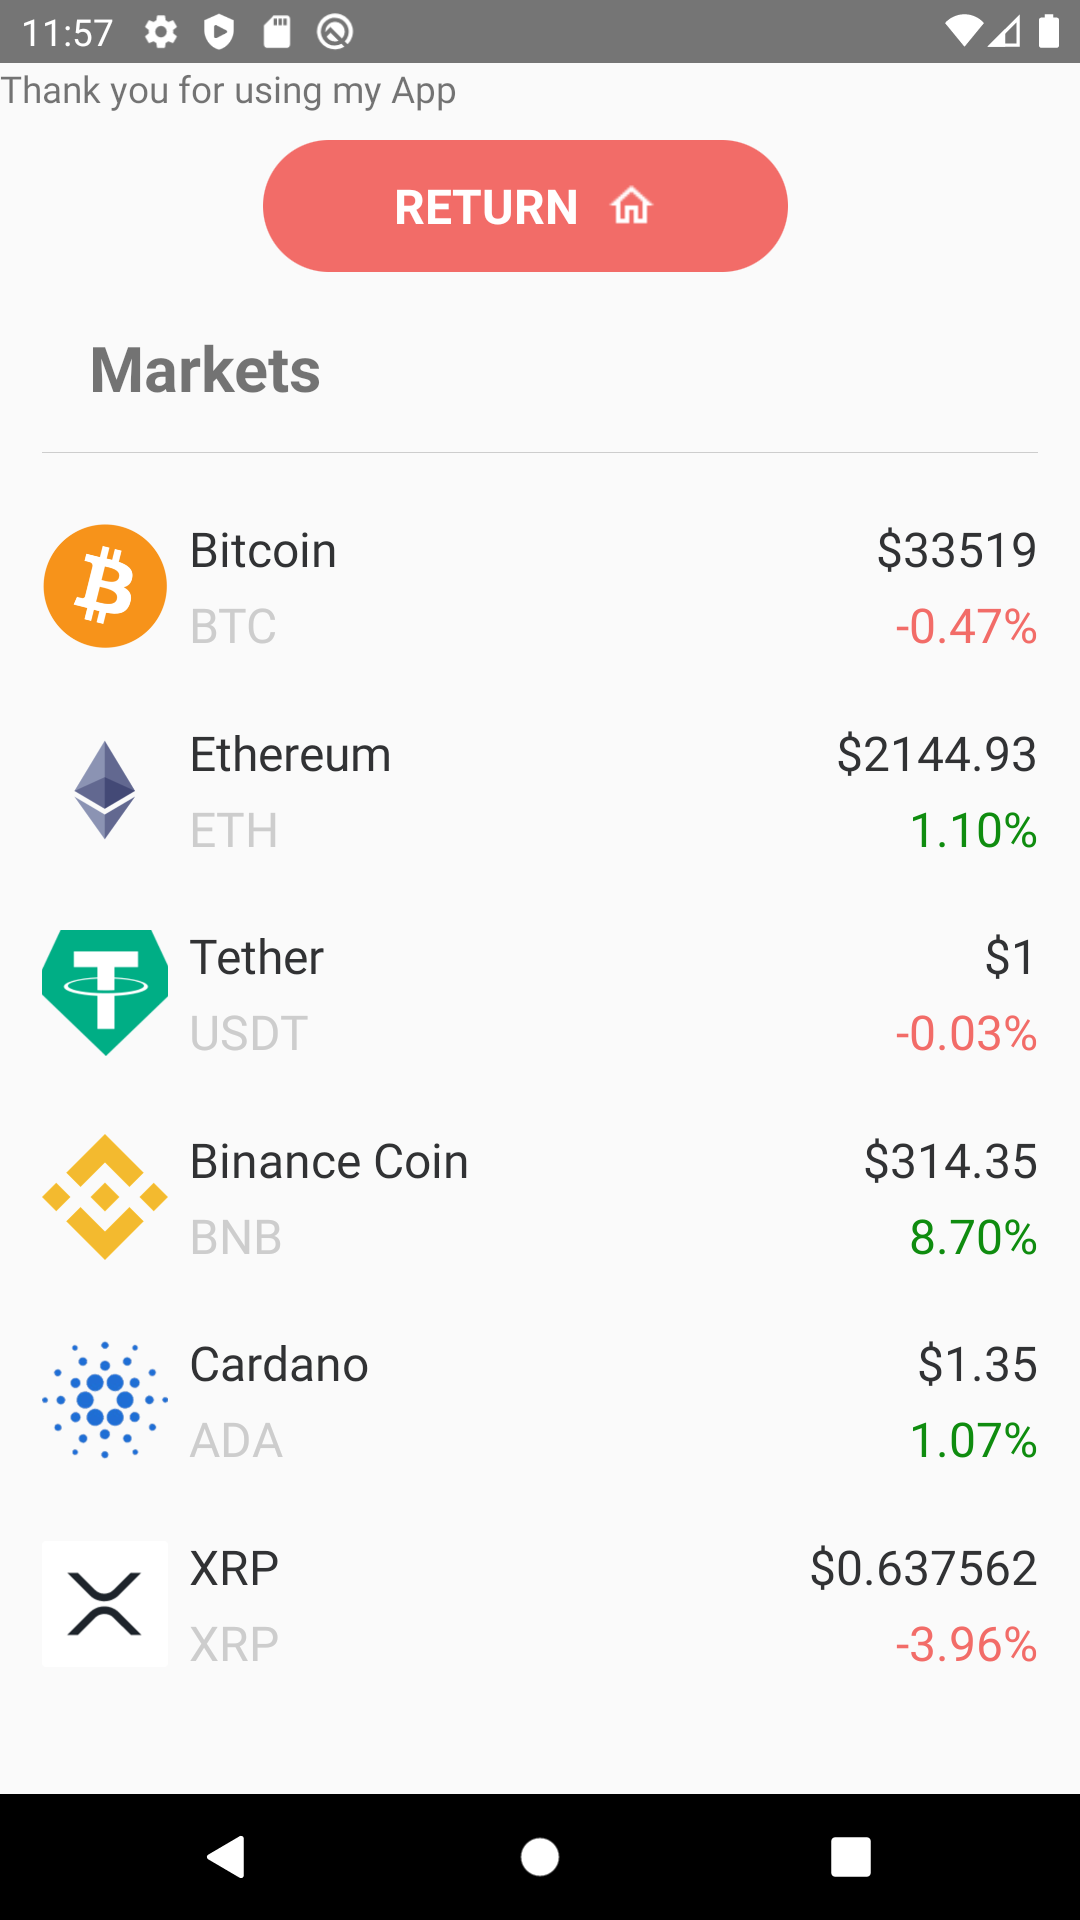 11:57
Thank you for using my App
RETURN
Markets
Bitcoin $33519
BTC -0.47%
Ethereum $2144.93
ETH 1.10%
Tether $1
USDT -0.03%
Binance Coin $314.35
BNB 8.70%
Cardano $1.35
ADA 1.07%
XRP $0.637562
XRP -3.96%